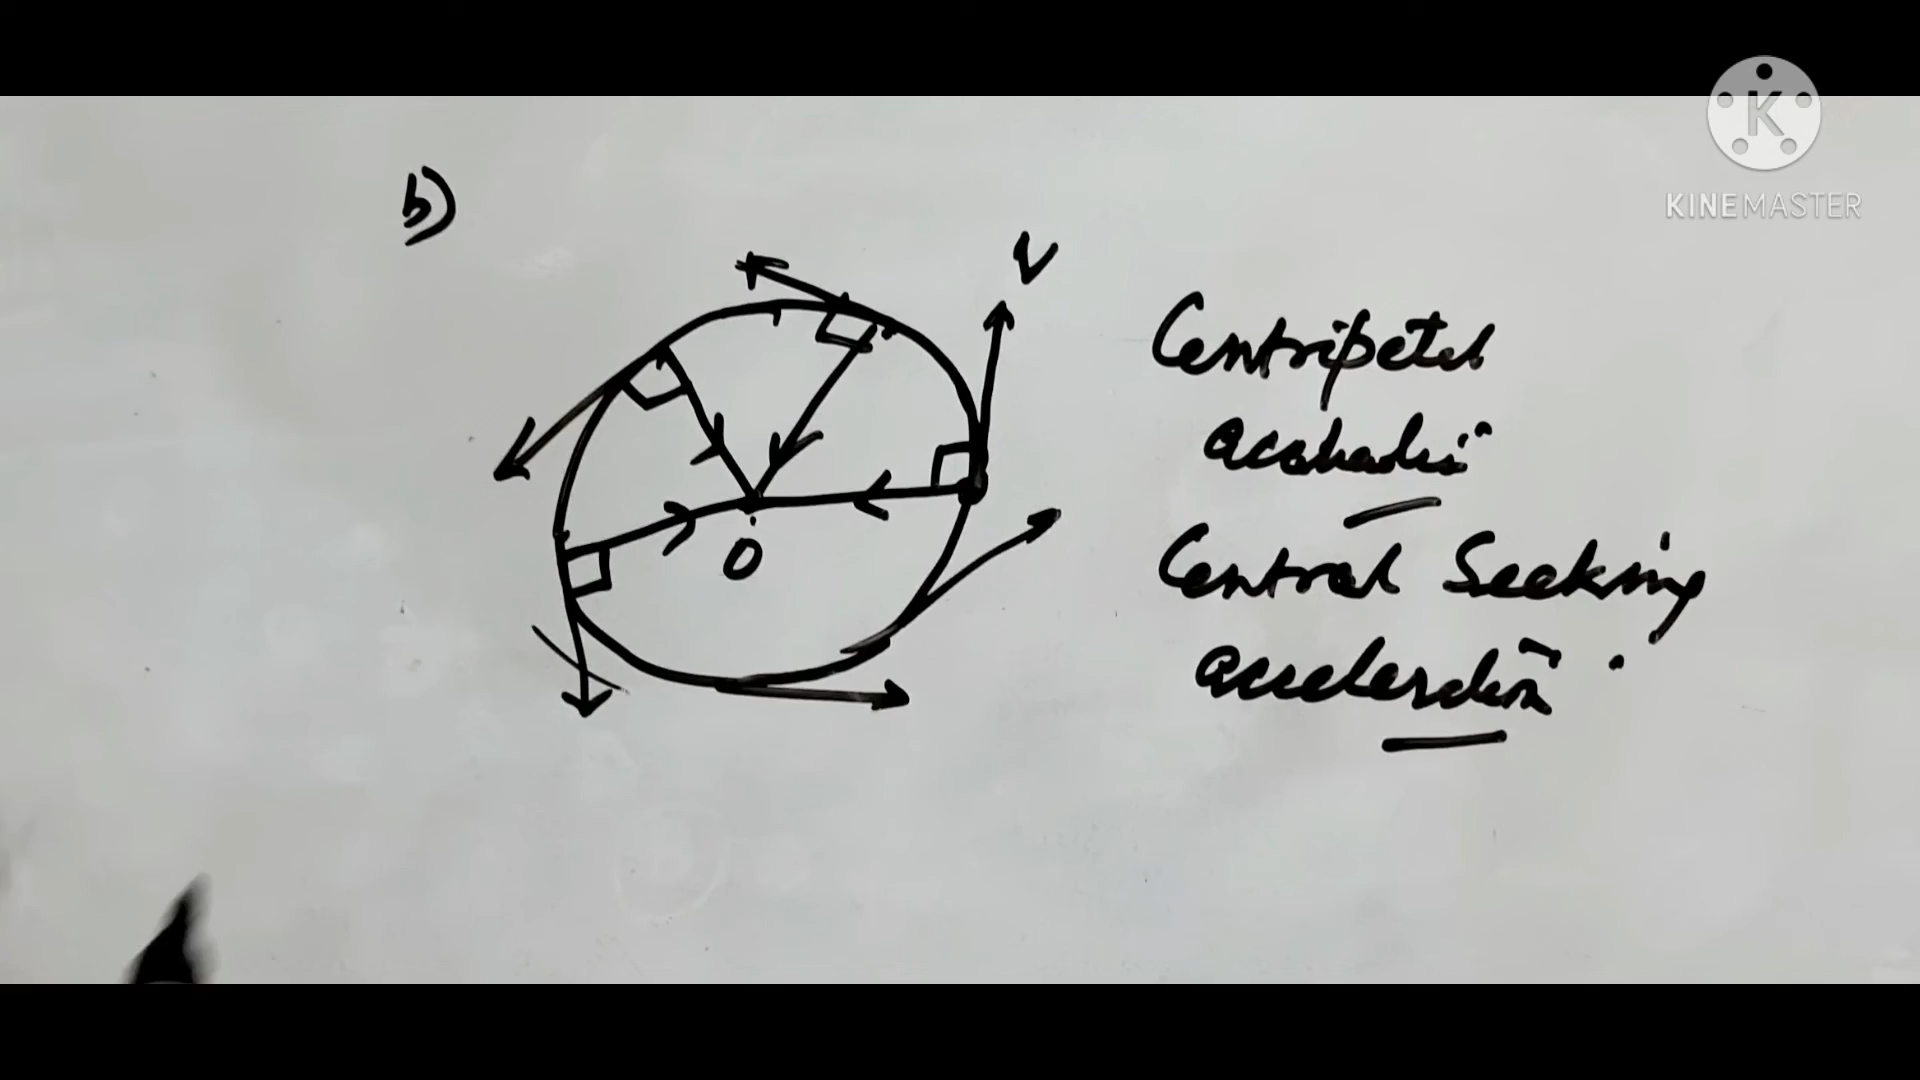 b)
V
O
Centripetal
acceleration
Central Seeking
acceleration
K
KINEMASTER